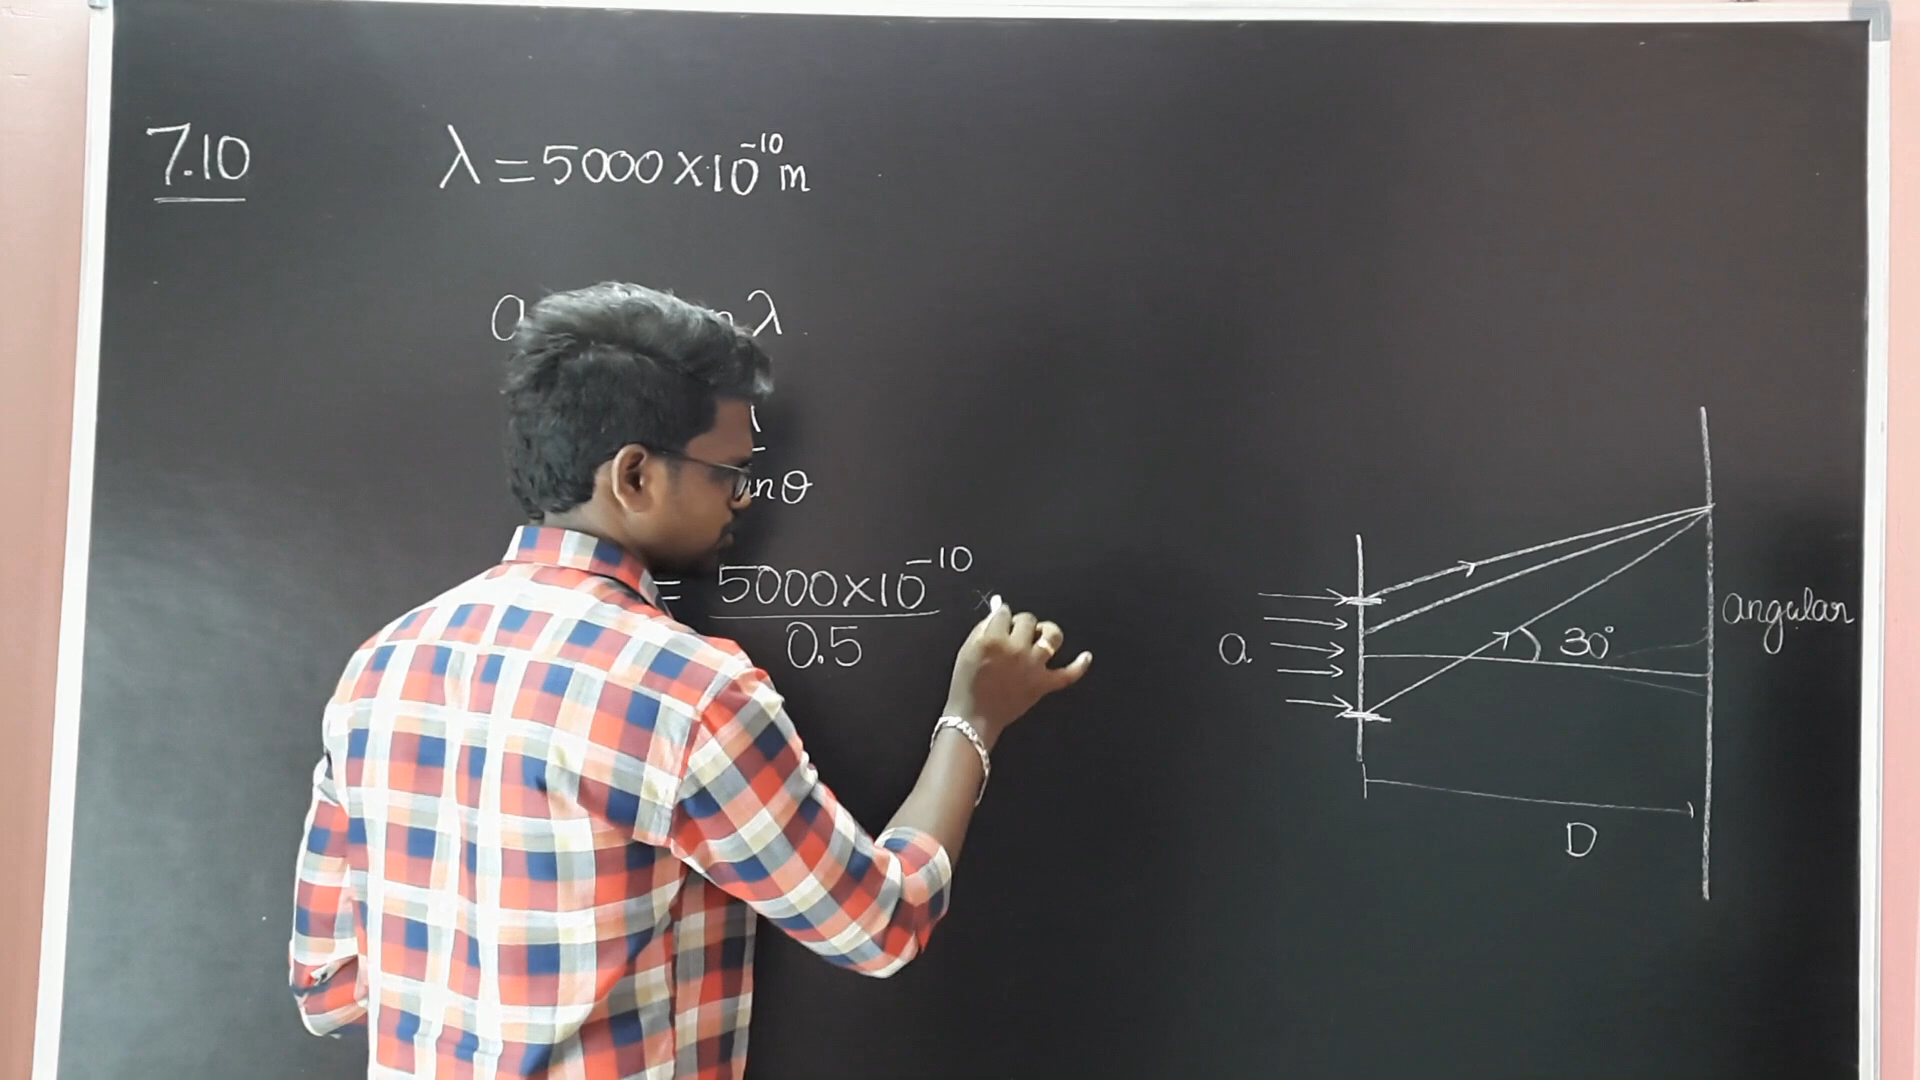 7.10
λ = 5000 × 10⁻¹⁰ m
a λ
nθ
= 5000×10⁻¹⁰
0.5
a
30°
angular
D